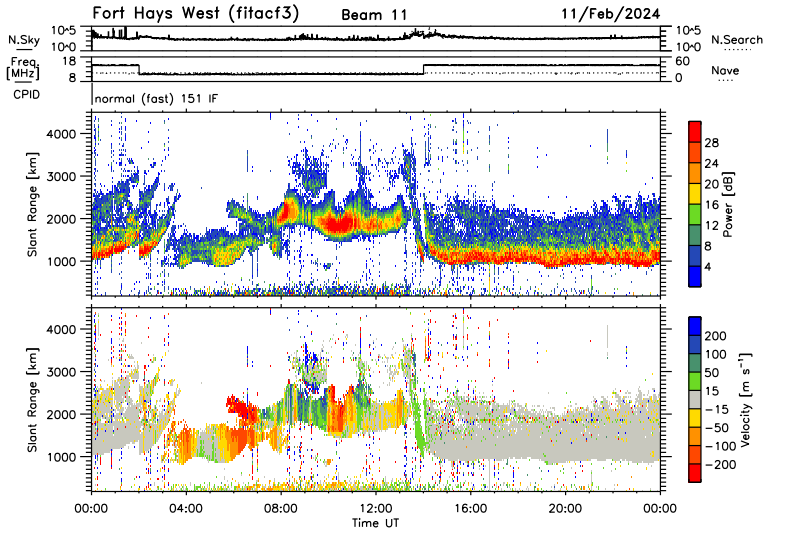 Fort Hays West (fitacf3) Beam 11 11/Feb/2024
N.Sky 10^5 10^0 10^5 10^0 N.Search
Freq. [MHz] 18 8 60 0 Nave
CPID normal (fast) 151 IF
Slant Range [km] 4000 3000 2000 1000
28 24 20 16 12 8 4 Power [dB]
Slant Range [km] 4000 3000 2000 1000
200 100 50 15 -15 -50 -100 -200 Velocity [m s⁻¹]
00:00 04:00 08:00 12:00 16:00 20:00 00:00
Time UT